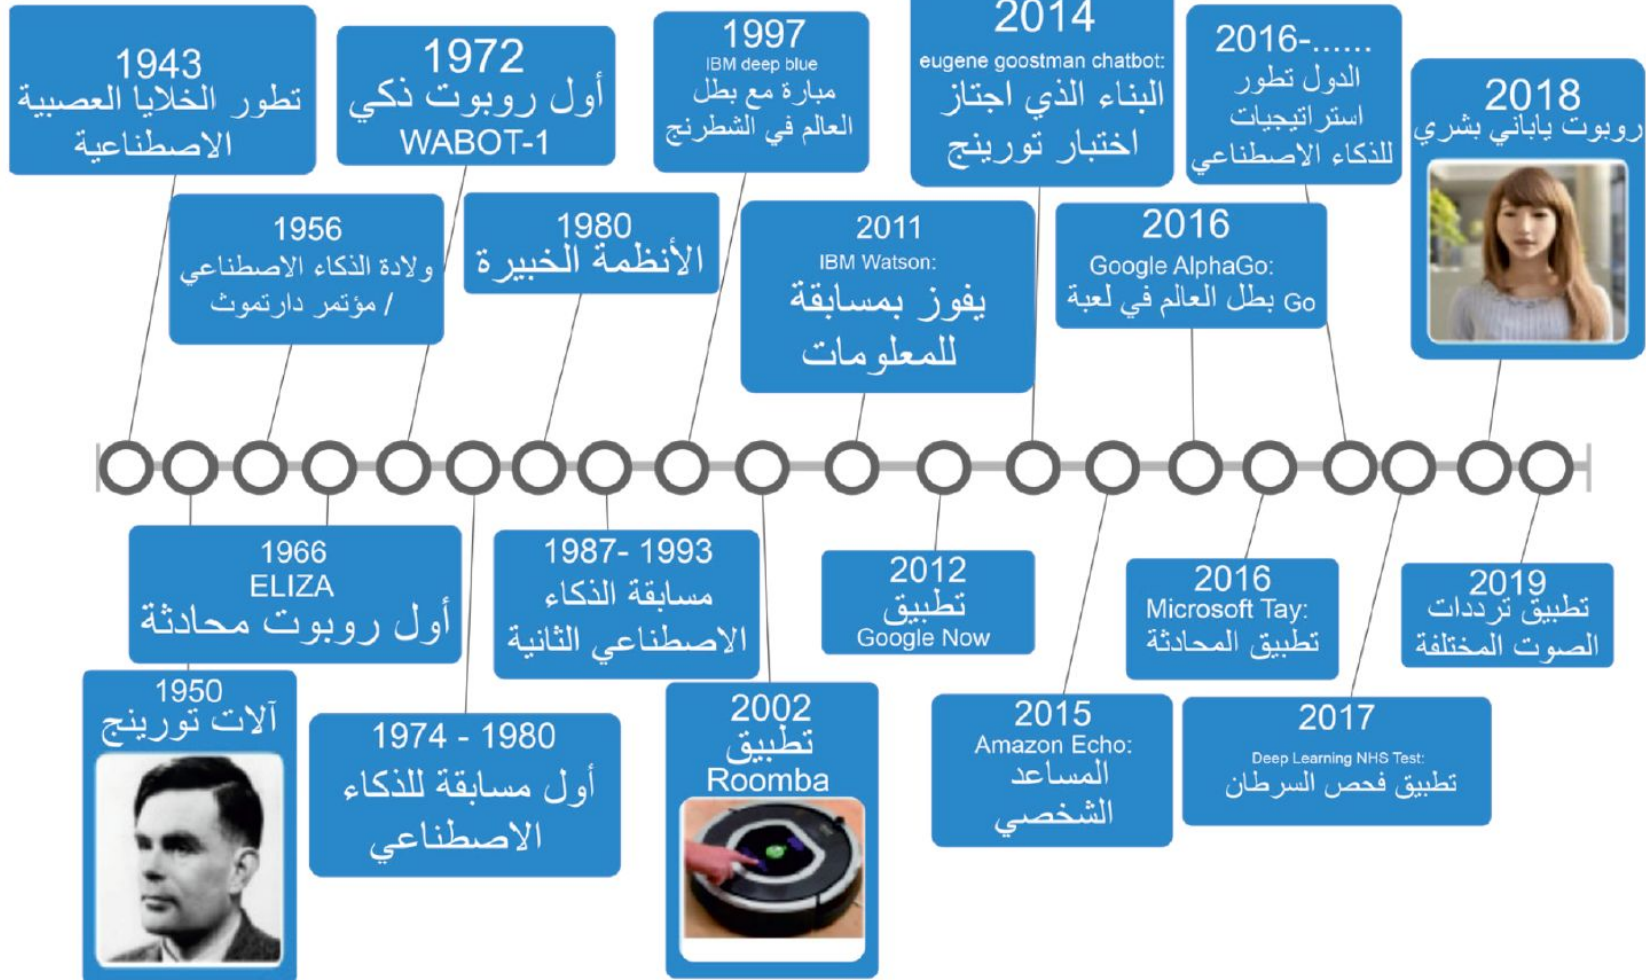 1943
تطور الخلايا العصبية
الاصطناعية
1950
آلات تورينج
1956
ولادة الذكاء الاصطناعي
/ مؤتمر دارتموث
1966
ELIZA
أول روبوت محادثة
1972
أول روبوت ذكي
WABOT-1
1974 - 1980
أول مسابقة للذكاء
الاصطناعي
1980
الأنظمة الخبيرة
1987- 1993
مسابقة الذكاء
الاصطناعي الثانية
1997
IBM deep blue
مبارة مع بطل
العالم في الشطرنج
2002
تطبيق
Roomba
2011
IBM Watson:
يفوز بمسابقة
للمعلومات
2012
تطبيق
Google Now
2014
eugene goostman chatbot:
البناء الذي اجتاز
اختبار تورينج
2015
Amazon Echo:
المساعد
الشخصي
2016
Google AlphaGo:
بطل العالم في لعبة Go
2016
Microsoft Tay:
تطبيق المحادثة
2016-......
الدول تطور
استراتيجيات
للذكاء الاصطناعي
2017
Deep Learning NHS Test:
تطبيق فحص السرطان
2018
روبوت ياباني بشري
2019
تطبيق ترددات
الصوت المختلفة